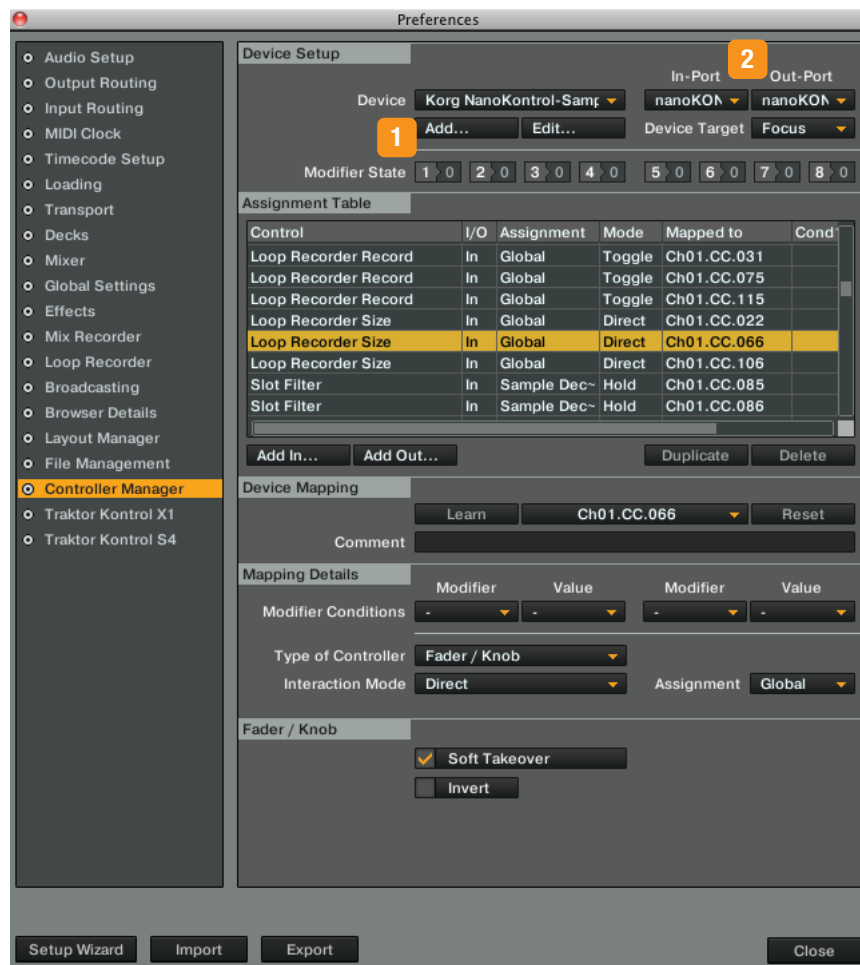 Preferences
Audio Setup
Output Routing
Input Routing
MIDI Clock
Timecode Setup
Loading
Transport
Decks
Mixer
Global Settings
Effects
Mix Recorder
Loop Recorder
Broadcasting
Browser Details
Layout Manager
File Management
Controller Manager
Traktor Kontrol X1
Traktor Kontrol S4
Device Setup
2
In-Port Out-Port
Device Korg NanoKontrol-Samp nanoKON nanoKON
1
Add... Edit... Device Target Focus
Modifier State 1 0 2 0 3 0 4 0 5 0 6 0 7 0 8 0
Assignment Table
Control I/O Assignment Mode Mapped to Cond1
Loop Recorder Record In Global Toggle Ch01.CC.031
Loop Recorder Record In Global Toggle Ch01.CC.075
Loop Recorder Record In Global Toggle Ch01.CC.115
Loop Recorder Size In Global Direct Ch01.CC.022
Loop Recorder Size In Global Direct Ch01.CC.066
Loop Recorder Size In Global Direct Ch01.CC.106
Slot Filter In Sample Dec~ Hold Ch01.CC.085
Slot Filter In Sample Dec~ Hold Ch01.CC.086
Add In... Add Out... Duplicate Delete
Device Mapping
Learn Ch01.CC.066 Reset
Comment
Mapping Details
Modifier Value Modifier Value
Modifier Conditions - - - -
Type of Controller Fader / Knob
Interaction Mode Direct Assignment Global
Fader / Knob
Soft Takeover
Invert
Setup Wizard Import Export Close